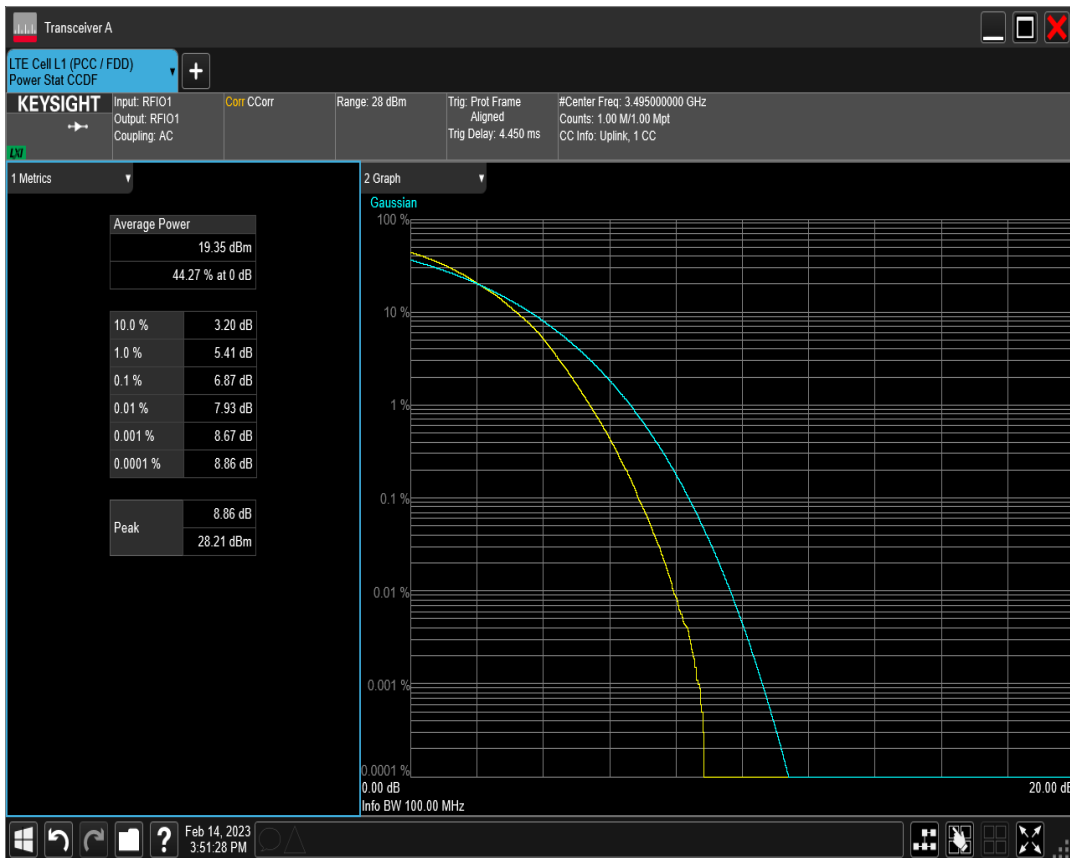 Transceiver A
LTE Cell L1 (PCC / FDD)
Power Stat CCDF
KEYSIGHT
LXI
Input: RFIO1
Output: RFIO1
Coupling: AC
Corr CCorr
Range: 28 dBm
Trig: Prot Frame
Aligned
Trig Delay: 4.450 ms
#Center Freq: 3.495000000 GHz
Counts: 1.00 M/1.00 Mpt
CC Info: Uplink, 1 CC
1 Metrics
Average Power
19.35 dBm
44.27 % at 0 dB
10.0 % 3.20 dB
1.0 % 5.41 dB
0.1 % 6.87 dB
0.01 % 7.93 dB
0.001 % 8.67 dB
0.0001 % 8.86 dB
Peak
8.86 dB
28.21 dBm
2 Graph
Gaussian
100 %
10 %
1 %
0.1 %
0.01 %
0.001 %
0.0001 %
0.00 dB 20.00 dB
Info BW 100.00 MHz
?
Feb 14, 2023
3:51:28 PM